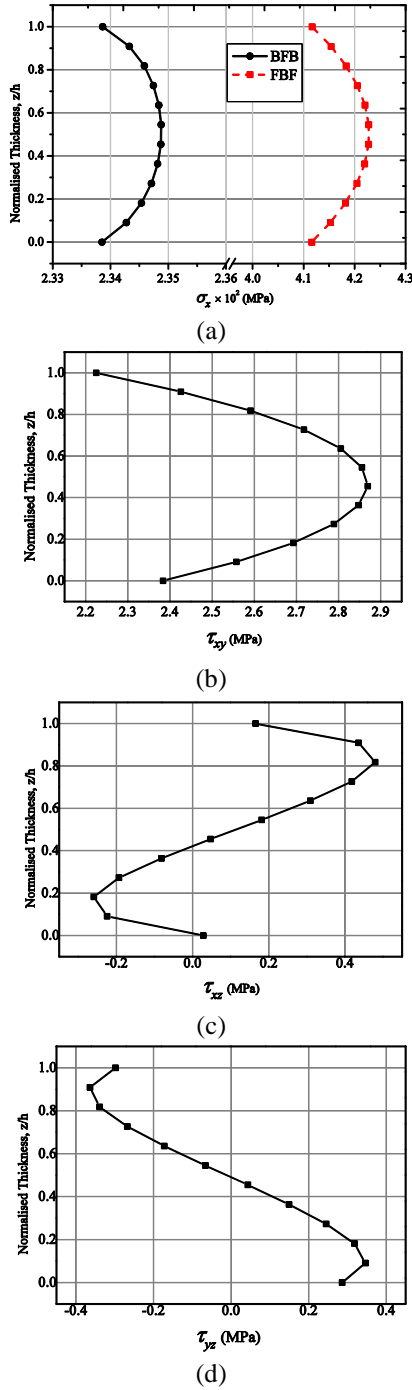 Normalised Thickness, z/h
1.0
0.8
0.6
0.4
0.2
0.0
BFB
FBF
2.33 2.34 2.35 2.36 4.0 4.1 4.2 4.3
σx × 10² (MPa)
(a)
Normalised Thickness, z/h
1.0
0.8
0.6
0.4
0.2
0.0
2.2 2.3 2.4 2.5 2.6 2.7 2.8 2.9
τxy (MPa)
(b)
Normalised Thickness, z/h
1.0
0.8
0.6
0.4
0.2
0.0
-0.2 0.0 0.2 0.4
τxz (MPa)
(c)
Normalised Thickness, z/h
1.0
0.8
0.6
0.4
0.2
0.0
-0.4 -0.2 0.0 0.2 0.4
τyz (MPa)
(d)